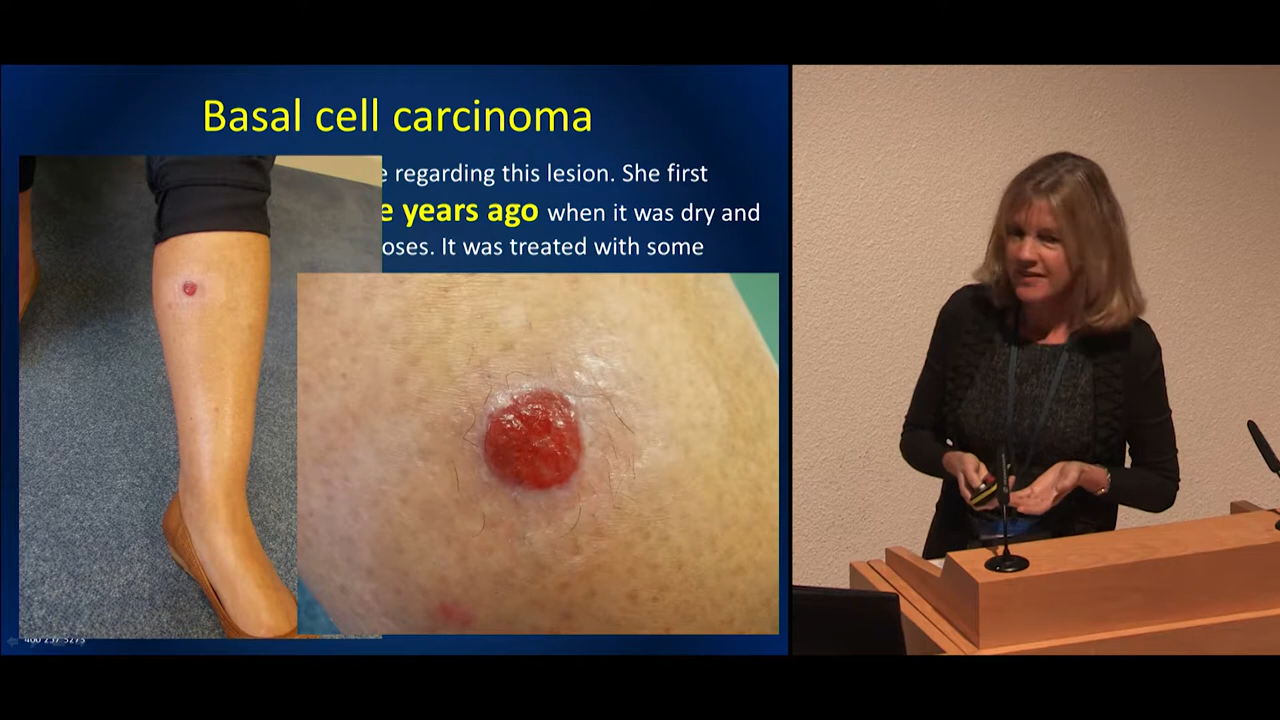 Basal cell carcinoma
e regarding this lesion. She first
e years ago when it was dry and
oses. It was treated with some